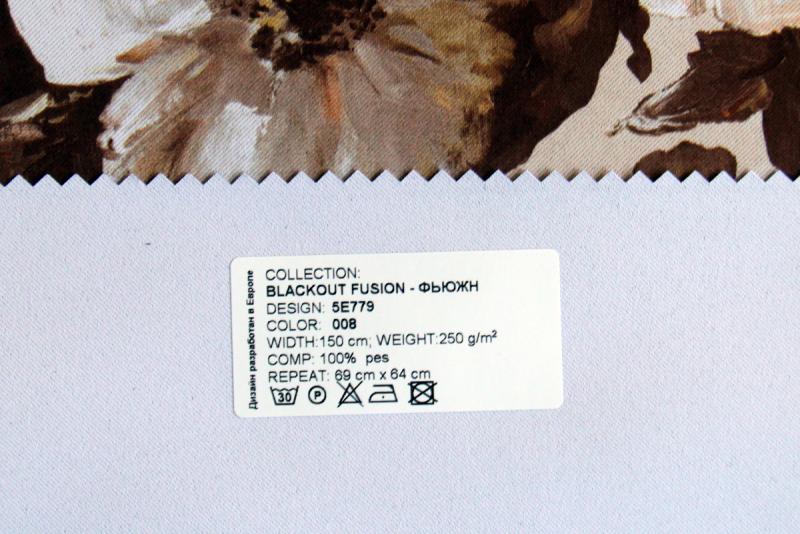 COLLECTION:
BLACKOUT FUSION - ФЬЮЖН
DESIGN: 5E779
COLOR: 008
WIDTH:150 cm; WEIGHT:250 g/m²
COMP: 100% pes
REPEAT: 69 cm x 64 cm
30 P
Дизайн разработан в Европе